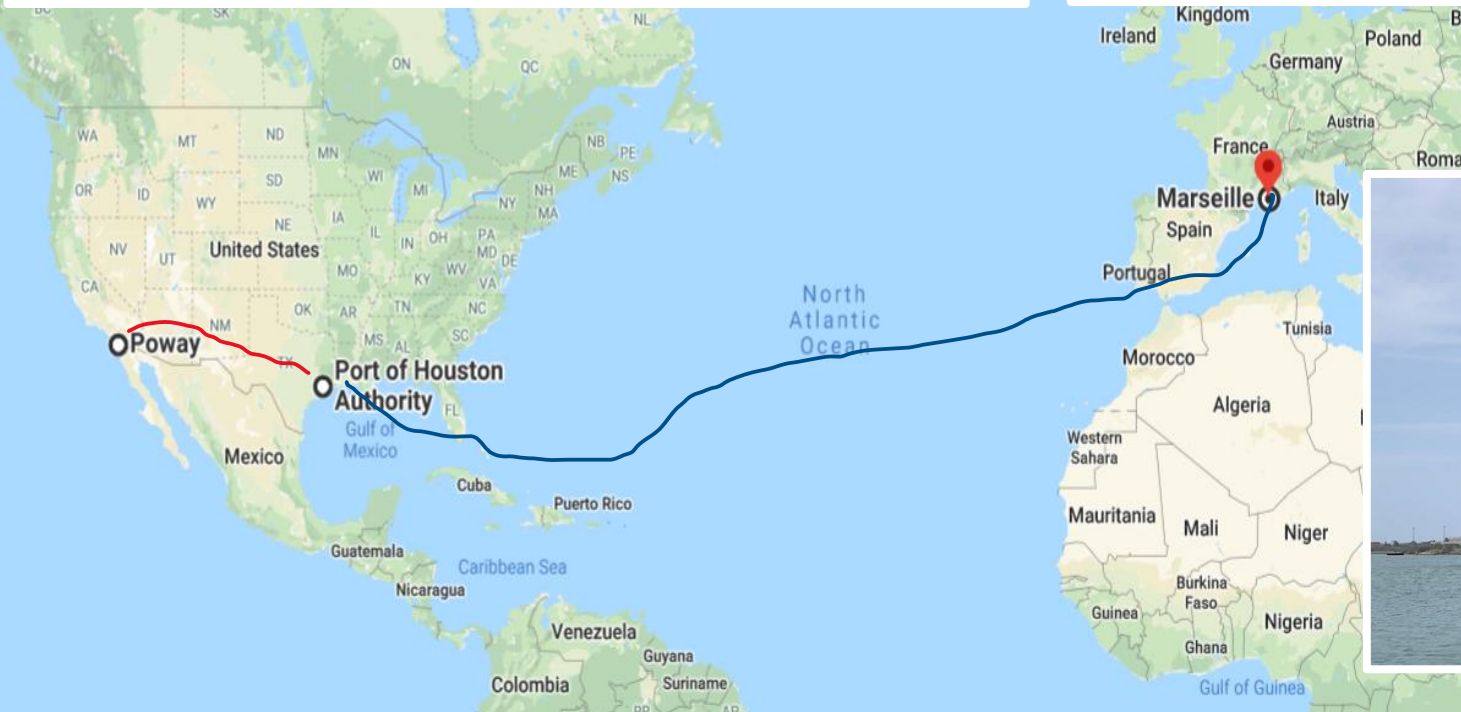 BC
SK
NL
ON
QC
Kingdom
Ireland
Poland
Germany
WA
MT
ND
MN
NB
PE
NS
ME
Austria
France
Roma
OR
ID
SD
WI
MI
NH
MA
NY
WY
Marseille
Italy
NE
IA
Spain
NV
UT
United States
IL
IN
OH
PA
MD
DE
MO
KY
WV
VA
Portugal
CA
North
Atlantic
Ocean
OK
AR
TN
NC
NM
Poway
MS
AL
SC
Tunisia
TX
Port of Houston
Authority
Morocco
FL
Algeria
Gulf of
Mexico
Western
Sahara
Mexico
Cuba
Puerto Rico
Mauritania
Mali
Niger
Guatemala
Caribbean Sea
Nicaragua
Burkina
Faso
Guinea
Nigeria
Venezuela
Ghana
Guyana
Colombia
Suriname
Gulf of Guinea